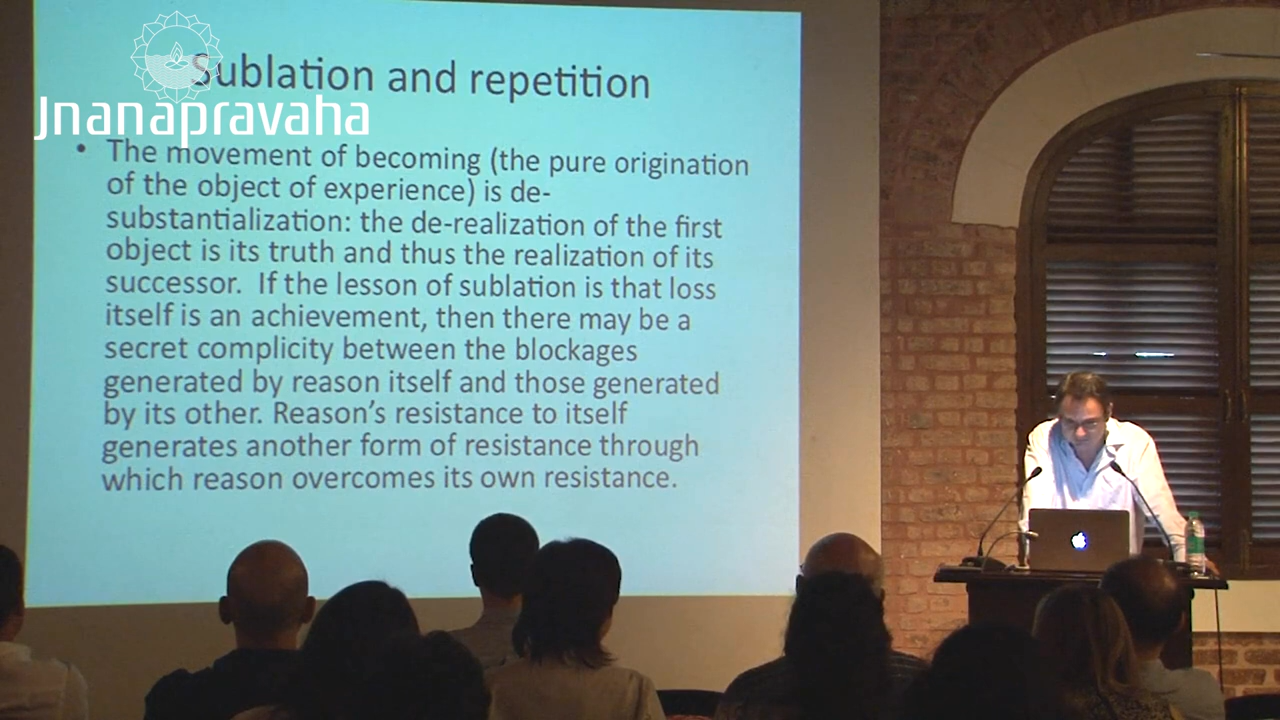 Sublation and repetition
Jnanapravaha
• The movement of becoming (the pure origination
of the object of experience) is de-
substantialization: the de-realization of the first
object is its truth and thus the realization of its
successor.  If the lesson of sublation is that loss
itself is an achievement, then there may be a
secret complicity between the blockages
generated by reason itself and those generated
by its other. Reason’s resistance to itself
generates another form of resistance through
which reason overcomes its own resistance.